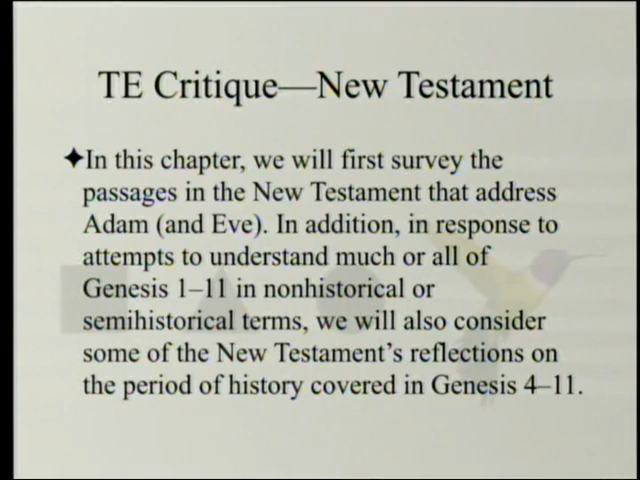 TE Critique—New Testament
✦In this chapter, we will first survey the
passages in the New Testament that address
Adam (and Eve). In addition, in response to
attempts to understand much or all of
Genesis 1–11 in nonhistorical or
semihistorical terms, we will also consider
some of the New Testament’s reflections on
the period of history covered in Genesis 4–11.